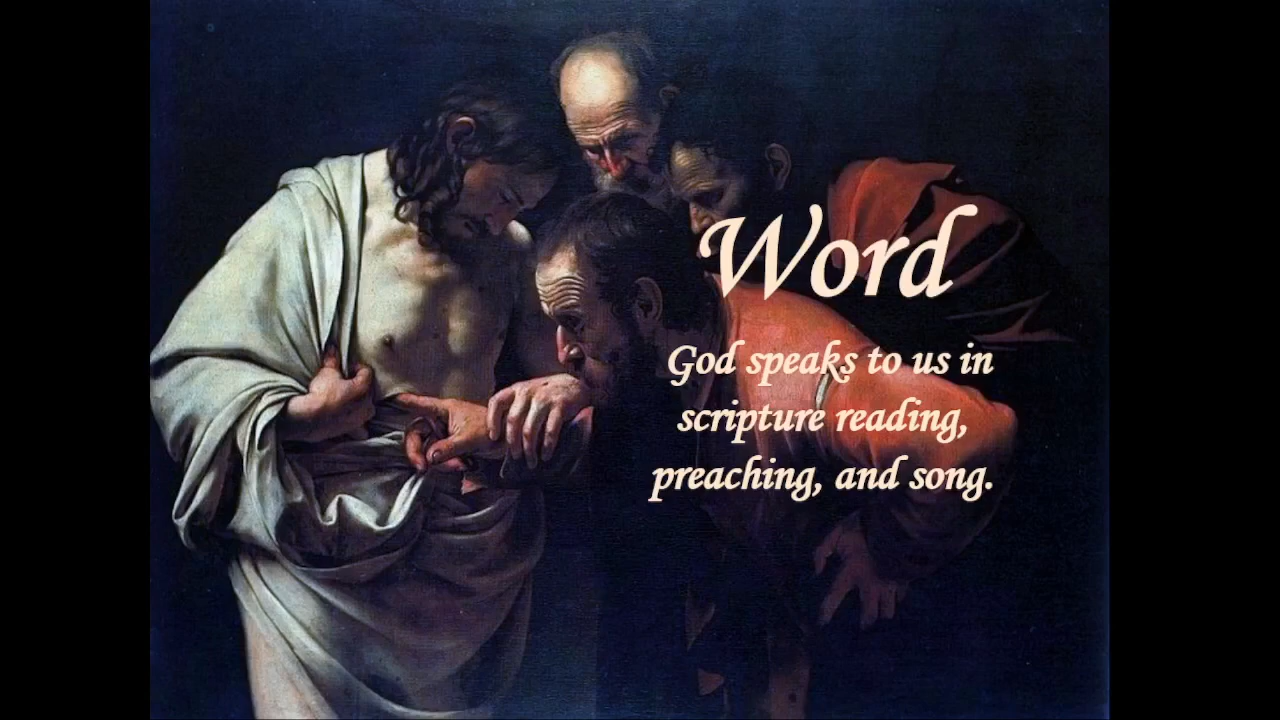 Word
God speaks to us in
scripture reading,
preaching, and song.